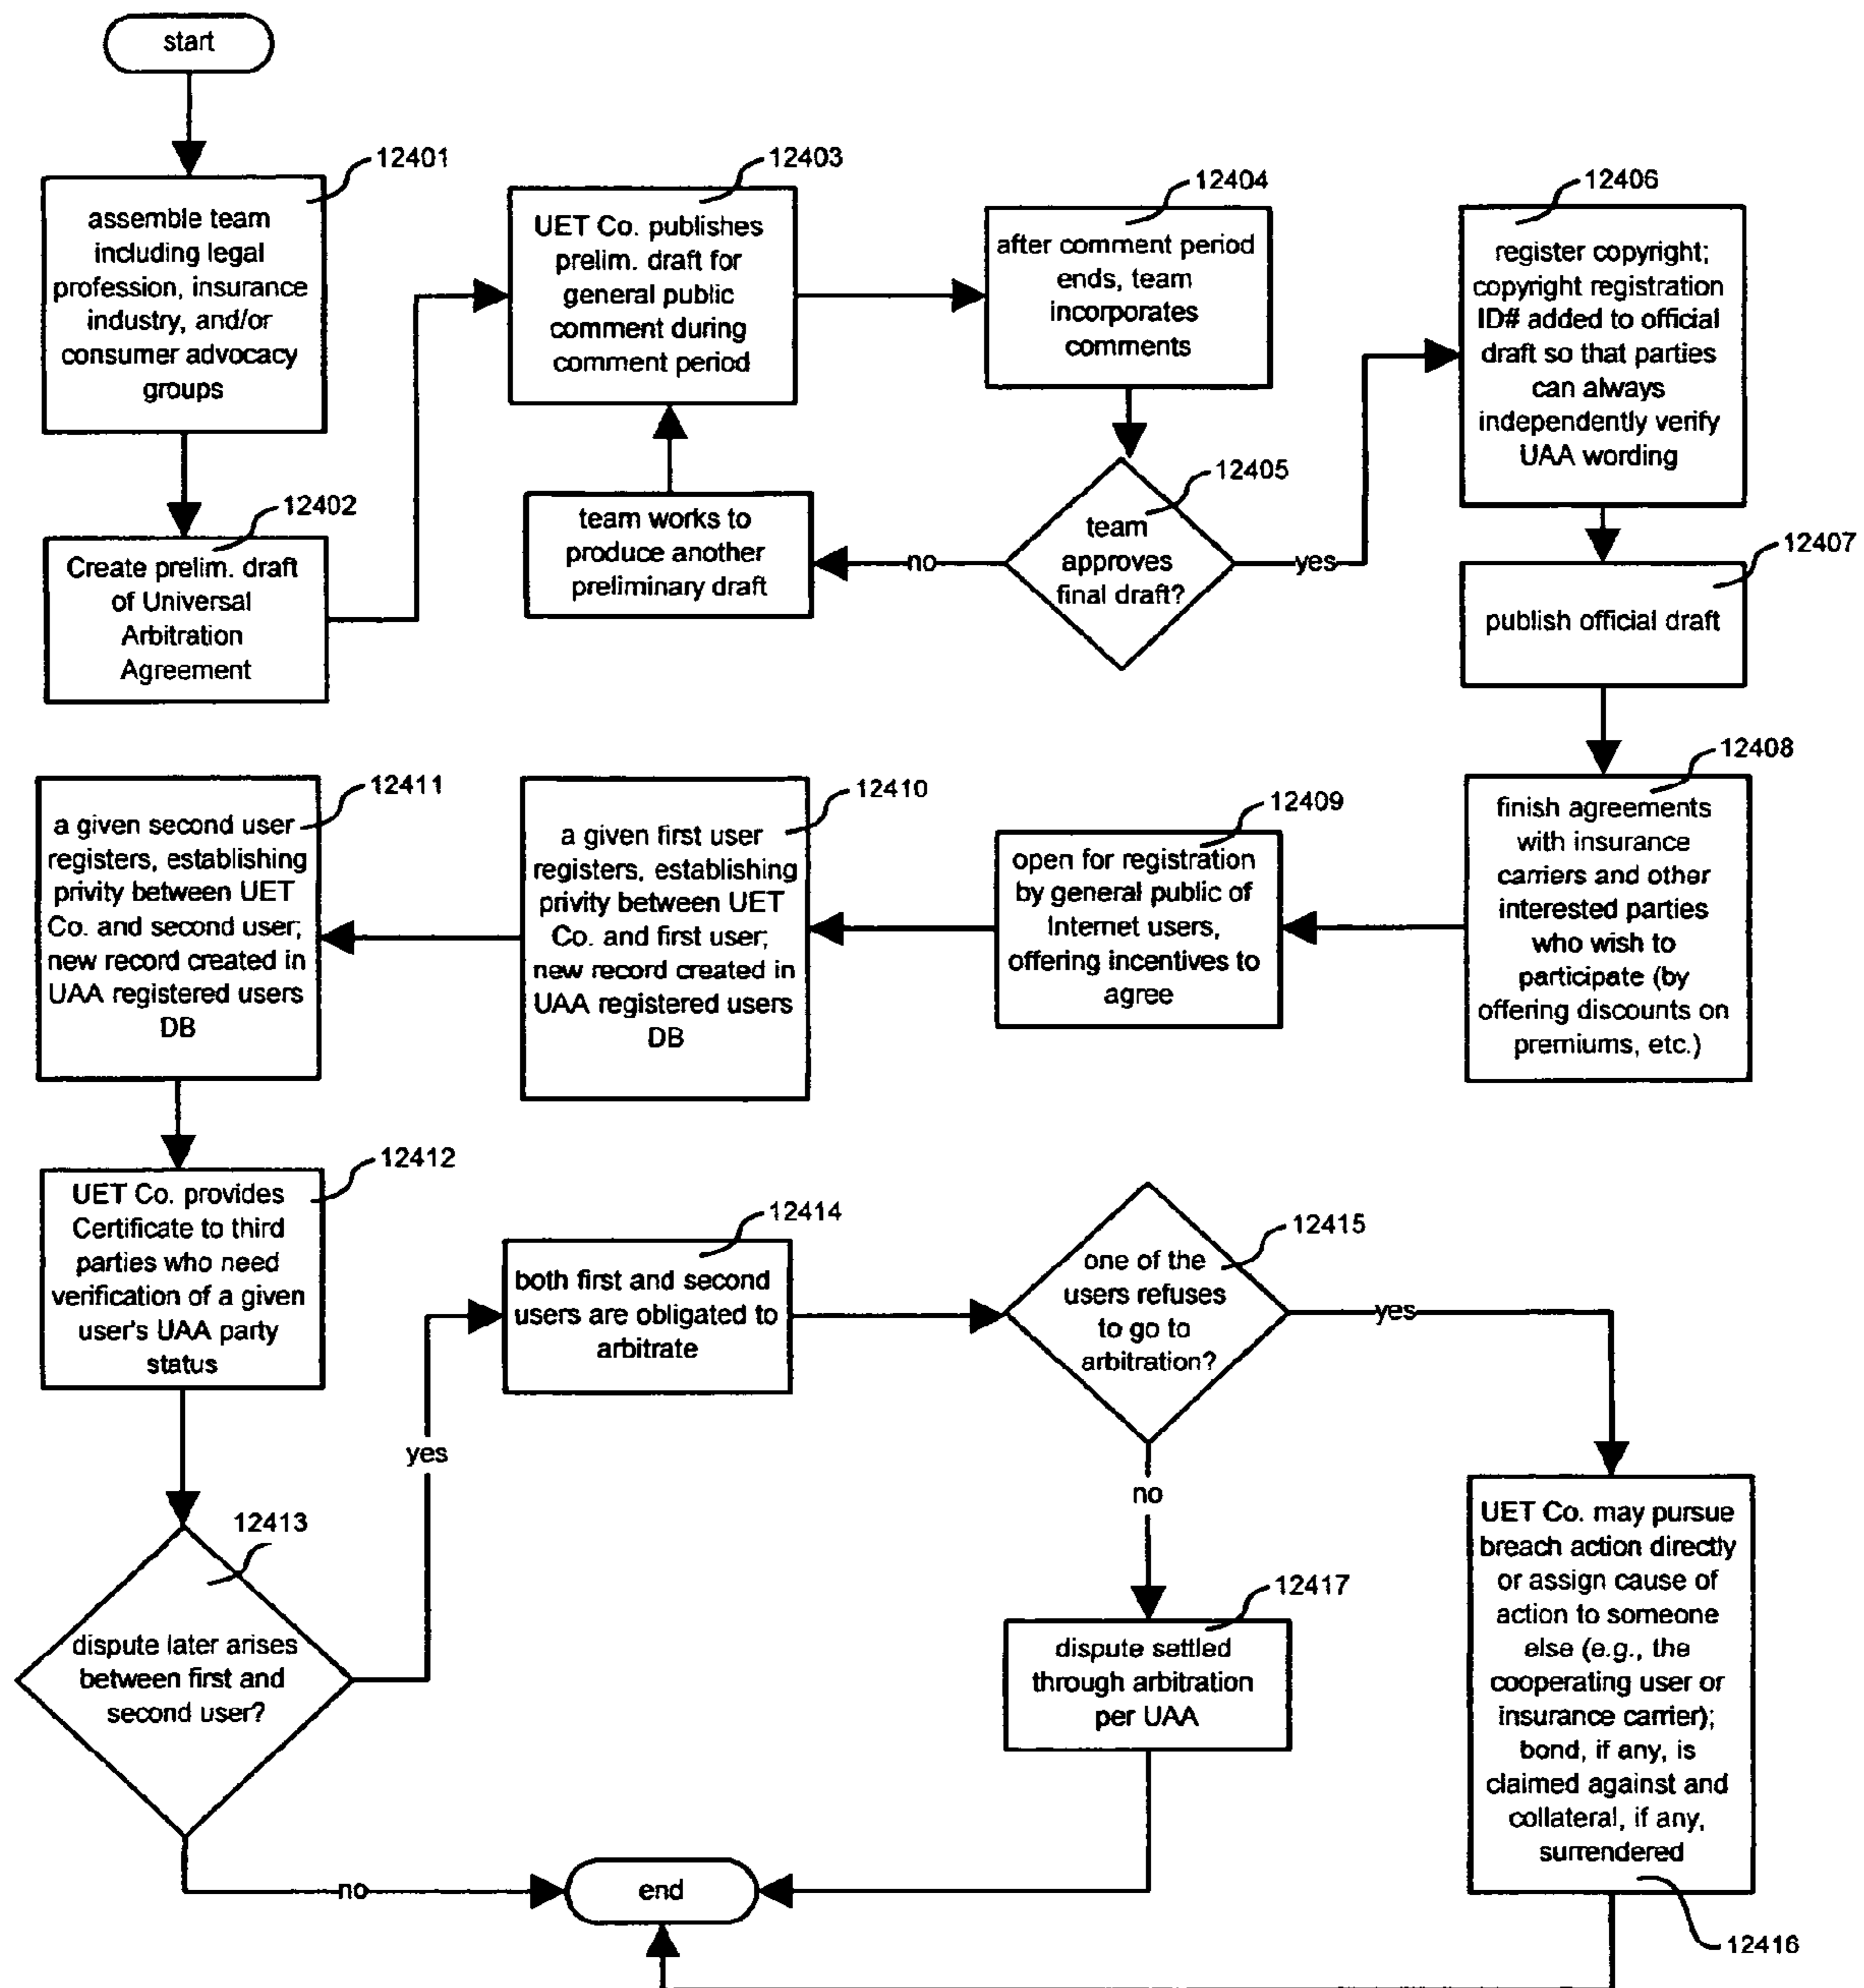 start
12401
assemble team
including legal
profession, insurance
industry, and/or
consumer advocacy
groups
12402
Create prelim. draft
of Universal
Arbitration
Agreement
12403
UET Co. publishes
prelim. draft for
general public
comment during
comment period
12404
after comment period
ends, team
incorporates
comments
12405
team
approves
final draft?
no
team works to
produce another
preliminary draft
yes
12406
register copyright;
copyright registration
ID# added to official
draft so that parties
can always
independently verify
UAA wording
12407
publish official draft
12408
finish agreements
with insurance
carriers and other
interested parties
who wish to
participate (by
offering discounts on
premiums, etc.)
12409
open for registration
by general public of
Internet users,
offering incentives to
agree
12410
a given first user
registers, establishing
privity between UET
Co. and first user;
new record created in
UAA registered users
DB
12411
a given second user
registers, establishing
privity between UET
Co. and second user;
new record created in
UAA registered users
DB
12412
UET Co. provides
Certificate to third
parties who need
verification of a given
user's UAA party
status
12413
dispute later arises
between first and
second user?
yes
no
12414
both first and second
users are obligated to
arbitrate
12415
one of the
users refuses
to go to
arbitration?
yes
no
12416
UET Co. may pursue
breach action directly
or assign cause of
action to someone
else (e.g., the
cooperating user or
insurance carrier);
bond, if any, is
claimed against and
collateral, if any,
surrendered
12417
dispute settled
through arbitration
per UAA
end